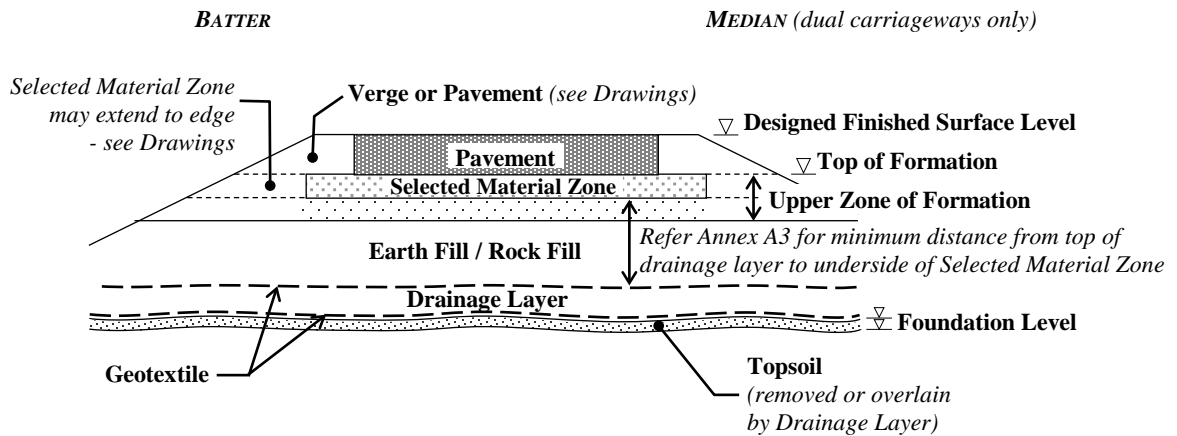 BATTER
MEDIAN (dual carriageways only)
Selected Material Zone
may extend to edge
- see Drawings
Verge or Pavement (see Drawings)
Designed Finished Surface Level
Pavement
Top of Formation
Selected Material Zone
Upper Zone of Formation
Earth Fill / Rock Fill
Refer Annex A3 for minimum distance from top of
drainage layer to underside of Selected Material Zone
Drainage Layer
Foundation Level
Geotextile
Topsoil
(removed or overlain
by Drainage Layer)